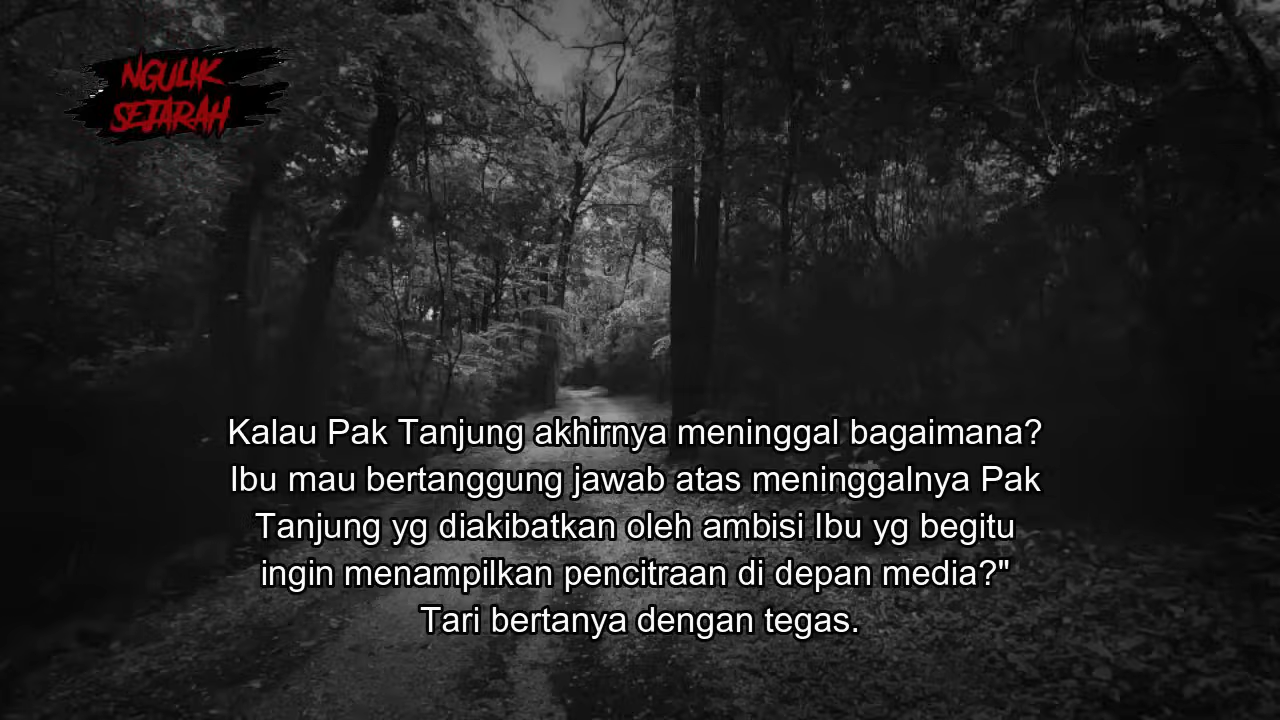 NGULIK
SEJARAH
Kalau Pak Tanjung akhirnya meninggal bagaimana?
Ibu mau bertanggung jawab atas meninggalnya Pak
Tanjung yg diakibatkan oleh ambisi Ibu yg begitu
ingin menampilkan pencitraan di depan media?"
Tari bertanya dengan tegas.